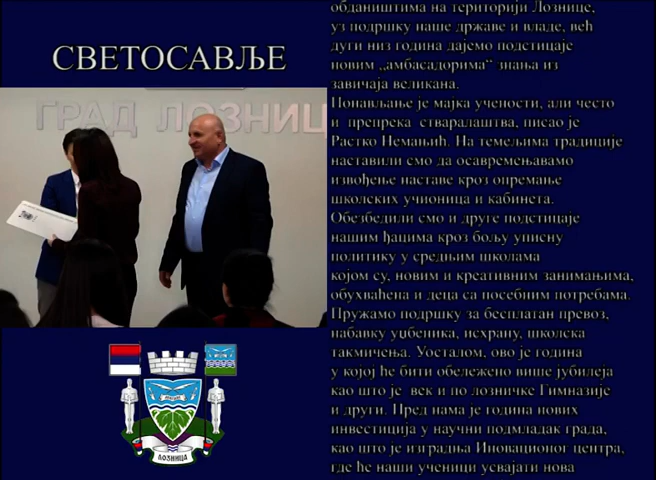 СВЕТОСАВЉЕ
ГРАД ЛОЗНИЦ
ЛОЗНИЦА
обдаништима на територији Лознице,
уз подршку наше државе и владе, већ
дуги низ година дајемо подстицаје
новим „амбасадорима“ знања из
завичаја великана.
Понављање је мајка учености, али често
и препрека стваралаштва, писао је
Растко Немањић. На темељима традиције
наставили смо да осавремењавамо
извођење наставе кроз опремање
школских учионица и кабинета.
Обезбедили смо и друге подстицаје
нашим ђацима кроз бољу уписну
политику у средњим школама
којом су, новим и креативним занимањима,
обухваћена и деца са посебним потребама.
Пружамо подршку за бесплатан превоз,
набавку уџбеника, исхрану, школска
такмичења. Уосталом, ово је година
у којој ће бити обележено више јубилеја
као што је век и по лозничке Гимназије
и други. Пред нама је година нових
инвестиција у научни подмладак града,
као што је изградња Иновационог центра,
где ће наши ученици усвајати нова